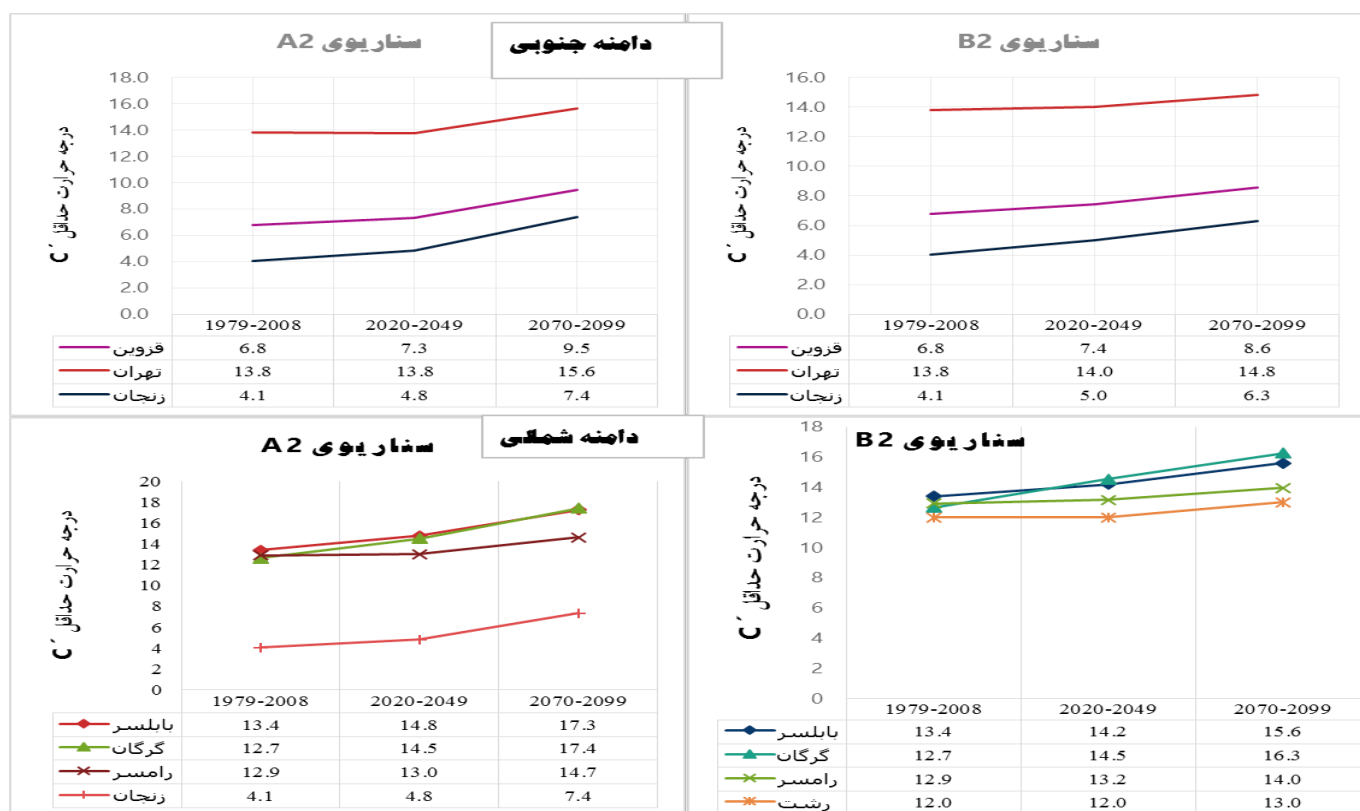 دامنه جنوبی
سناریوی A2
درجه حرارت حداقل C´
18.0
16.0
14.0
12.0
10.0
8.0
6.0
4.0
2.0
0.0
1979-2008 2020-2049 2070-2099
قزوین 6.8 7.3 9.5
تهران 13.8 13.8 15.6
زنجان 4.1 4.8 7.4
سناریوی B2
درجه حرارت حداقل C´
16.0
14.0
12.0
10.0
8.0
6.0
4.0
2.0
0.0
1979-2008 2020-2049 2070-2099
قزوین 6.8 7.4 8.6
تهران 13.8 14.0 14.8
زنجان 4.1 5.0 6.3
دامنه شمالی
سناریوی A2
درجه حرارت حداقل C´
20
18
16
14
12
10
8
6
4
2
0
1979-2008 2020-2049 2070-2099
بابلسر 13.4 14.8 17.3
گرگان 12.7 14.5 17.4
رامسر 12.9 13.0 14.7
زنجان 4.1 4.8 7.4
سناریوی B2
درجه حرارت حداقل C´
18
16
14
12
10
8
6
4
2
0
1979-2008 2020-2049 2070-2099
بابلسر 13.4 14.2 15.6
گرگان 12.7 14.5 16.3
رامسر 12.9 13.2 14.0
رشت 12.0 12.0 13.0